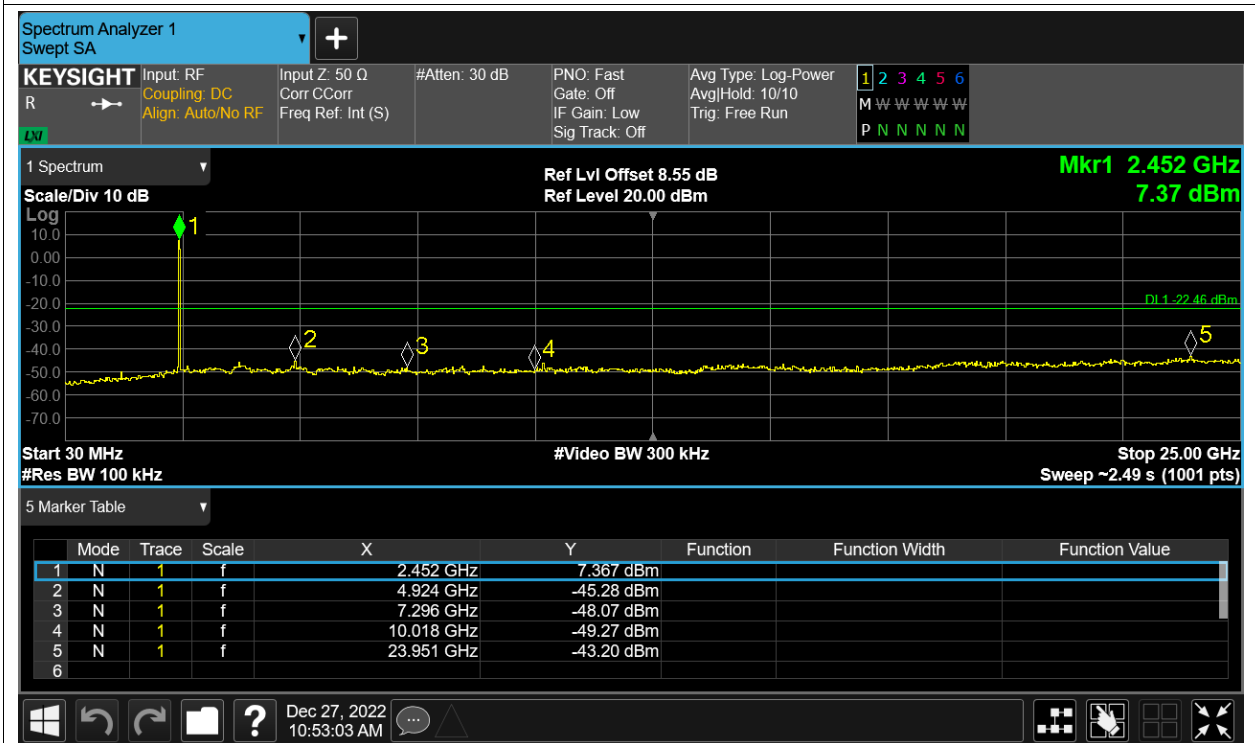 Spectrum Analyzer 1
Swept SA
KEYSIGHT Input: RF Input Z: 50 Ω #Atten: 30 dB PNO: Fast Avg Type: Log-Power 1 2 3 4 5 6
R Coupling: DC Corr CCorr Gate: Off Avg|Hold: 10/10 M W W W W W W
Align: Auto/No RF Freq Ref: Int (S) IF Gain: Low Trig: Free Run
LXI Sig Track: Off P N N N N N N
1 Spectrum Ref Lvl Offset 8.55 dB Mkr1 2.452 GHz
Scale/Div 10 dB Ref Level 20.00 dBm 7.37 dBm
Log
1
10.0
0.00
-10.0
-20.0 DL1 -22.46 dBm
-30.0
2 3 4 5
-40.0
-50.0
-60.0
-70.0
Start 30 MHz #Video BW 300 kHz Stop 25.00 GHz
#Res BW 100 kHz Sweep ~2.49 s (1001 pts)
5 Marker Table
Mode Trace Scale X Y Function Function Width Function Value
1 N 1 f 2.452 GHz 7.367 dBm
2 N 1 f 4.924 GHz -45.28 dBm
3 N 1 f 7.296 GHz -48.07 dBm
4 N 1 f 10.018 GHz -49.27 dBm
5 N 1 f 23.951 GHz -43.20 dBm
6
? Dec 27, 2022
10:53:03 AM